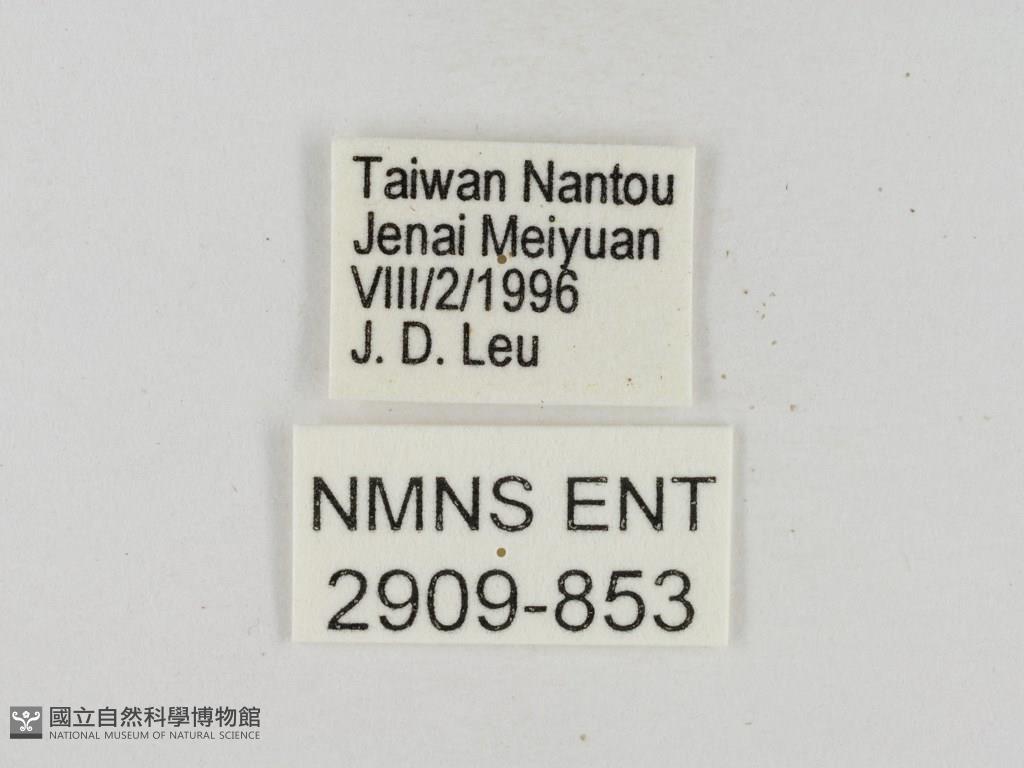 Taiwan Nantou
Jenai Meiyuan
VIII/2/1996
J. D. Leu
NMNS ENT
2909-853
國立自然科學博物館
NATIONAL MUSEUM OF NATURAL SCIENCE